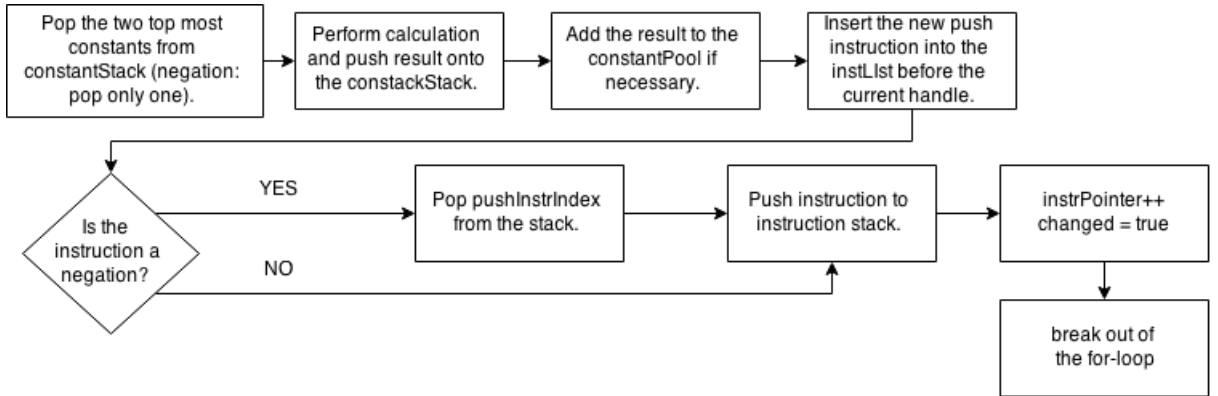 Pop the two top most
constants from
constantStack (negation:
pop only one).
Perform calculation
and push result onto
the constackStack.
Add the result to the
constantPool if
necessary.
Insert the new push
instruction into the
instLIst before the
current handle.
Is the
instruction a
negation?
YES
NO
Pop pushInstrIndex
from the stack.
Push instruction to
instruction stack.
instrPointer++
changed = true
break out of
the for-loop